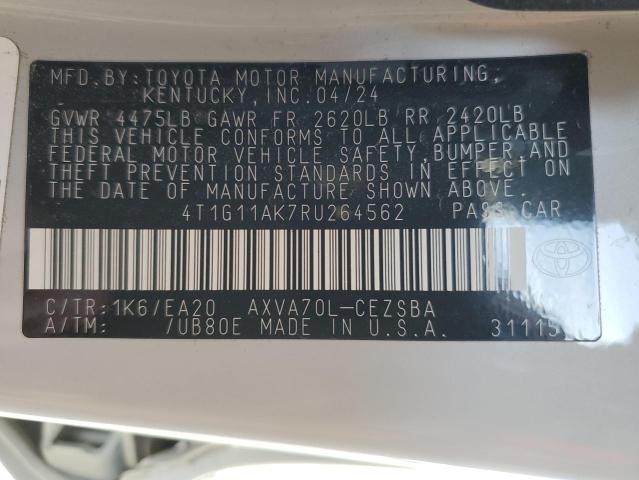 MFD.BY:TOYOTA MOTOR MANUFACTURING,
KENTUCKY,INC.04/24
GVWR 4475LB GAWR FR 2620LB RR 2420LB
THIS VEHICLE CONFORMS TO ALL APPLICABLE
FEDERAL MOTOR VEHICLE SAFETY,BUMPER AND
THEFT PREVENTION STANDARDS IN EFFECT ON
THE DATE OF MANUFACTURE SHOWN ABOVE.
4T1G11AK7RU264562 PASS.CAR
C/TR:1K6/EA20 AXVA70L-CEZSBA
A/TM: /UB80E MADE IN U.S.A. 31115